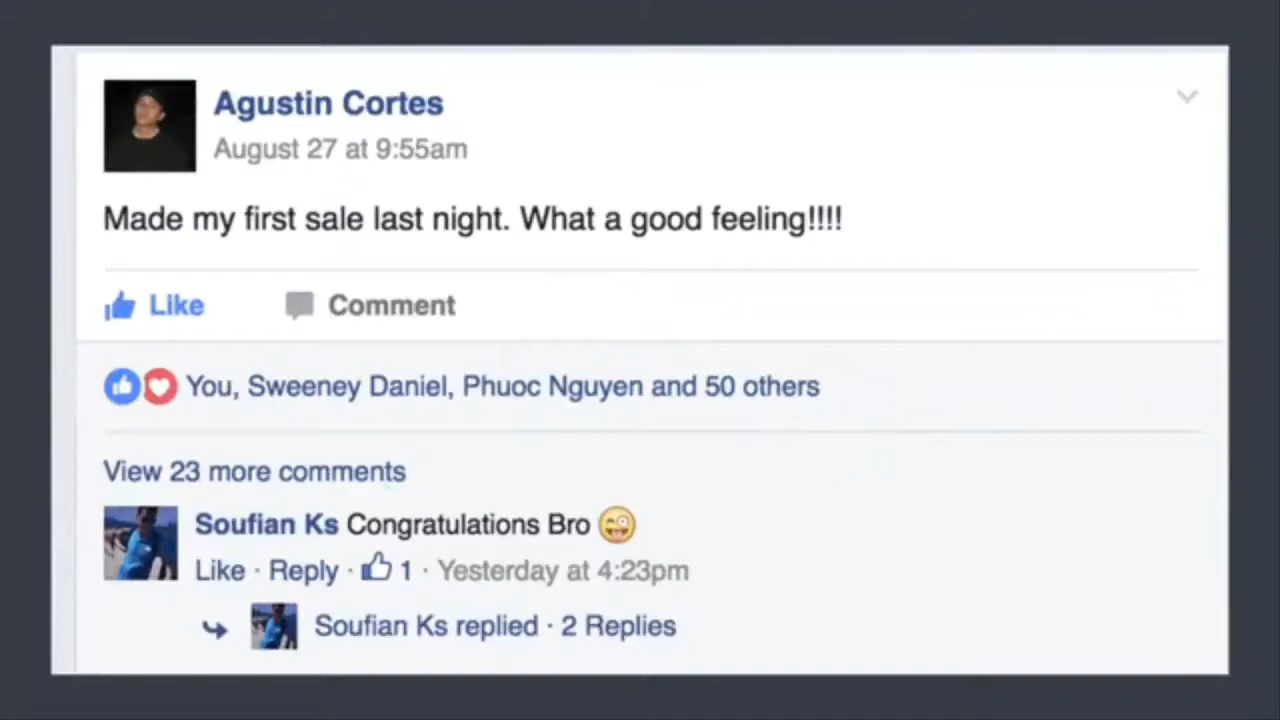 Agustin Cortes
August 27 at 9:55am
Made my first sale last night. What a good feeling!!!!
Like Comment
You, Sweeney Daniel, Phuoc Nguyen and 50 others
View 23 more comments
Soufian Ks Congratulations Bro 😜
Like · Reply · 1 · Yesterday at 4:23pm
Soufian Ks replied · 2 Replies